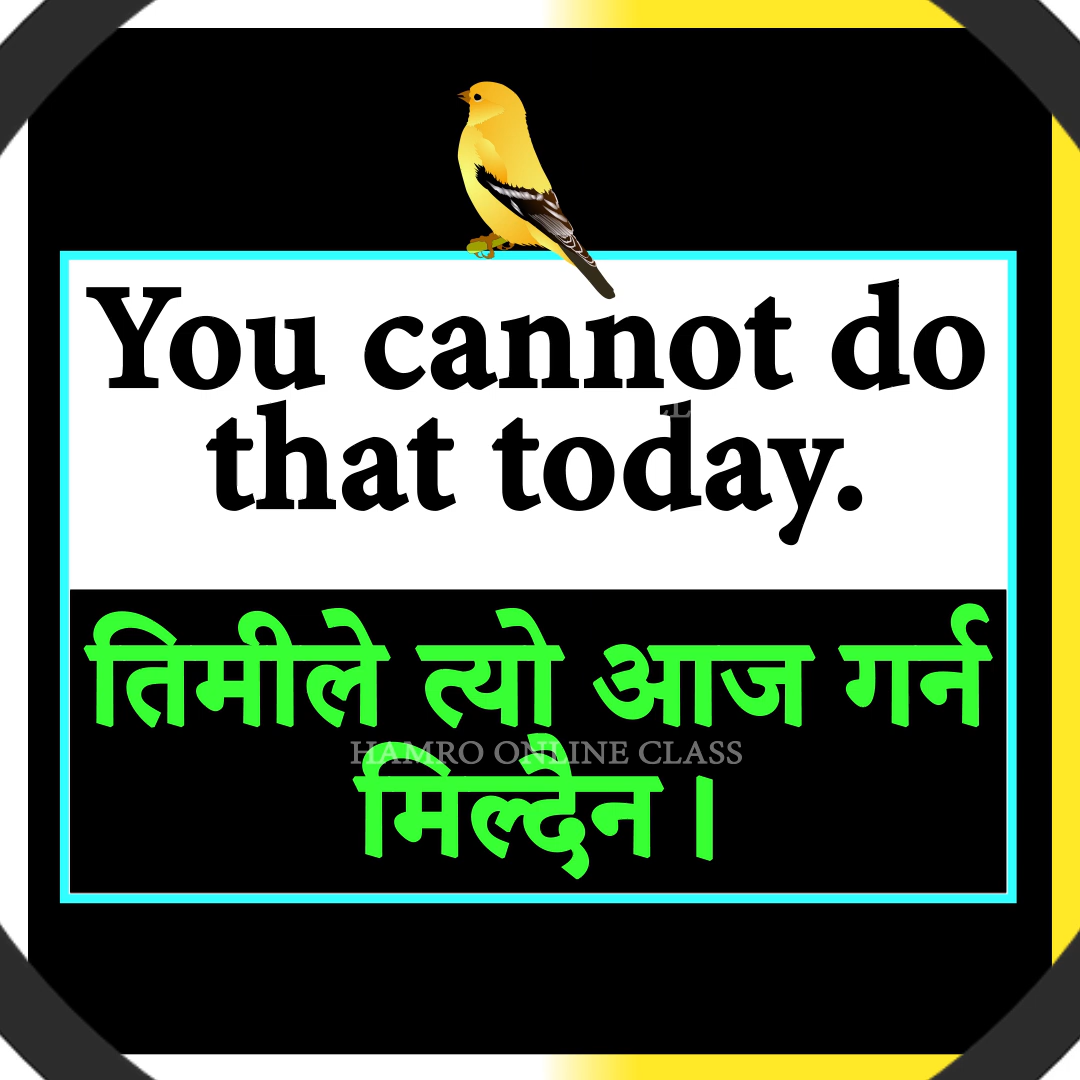 You cannot do
that today.
तिमीले त्यो आज गर्न
HAMRO ONLINE CLASS
मिल्दैन ।